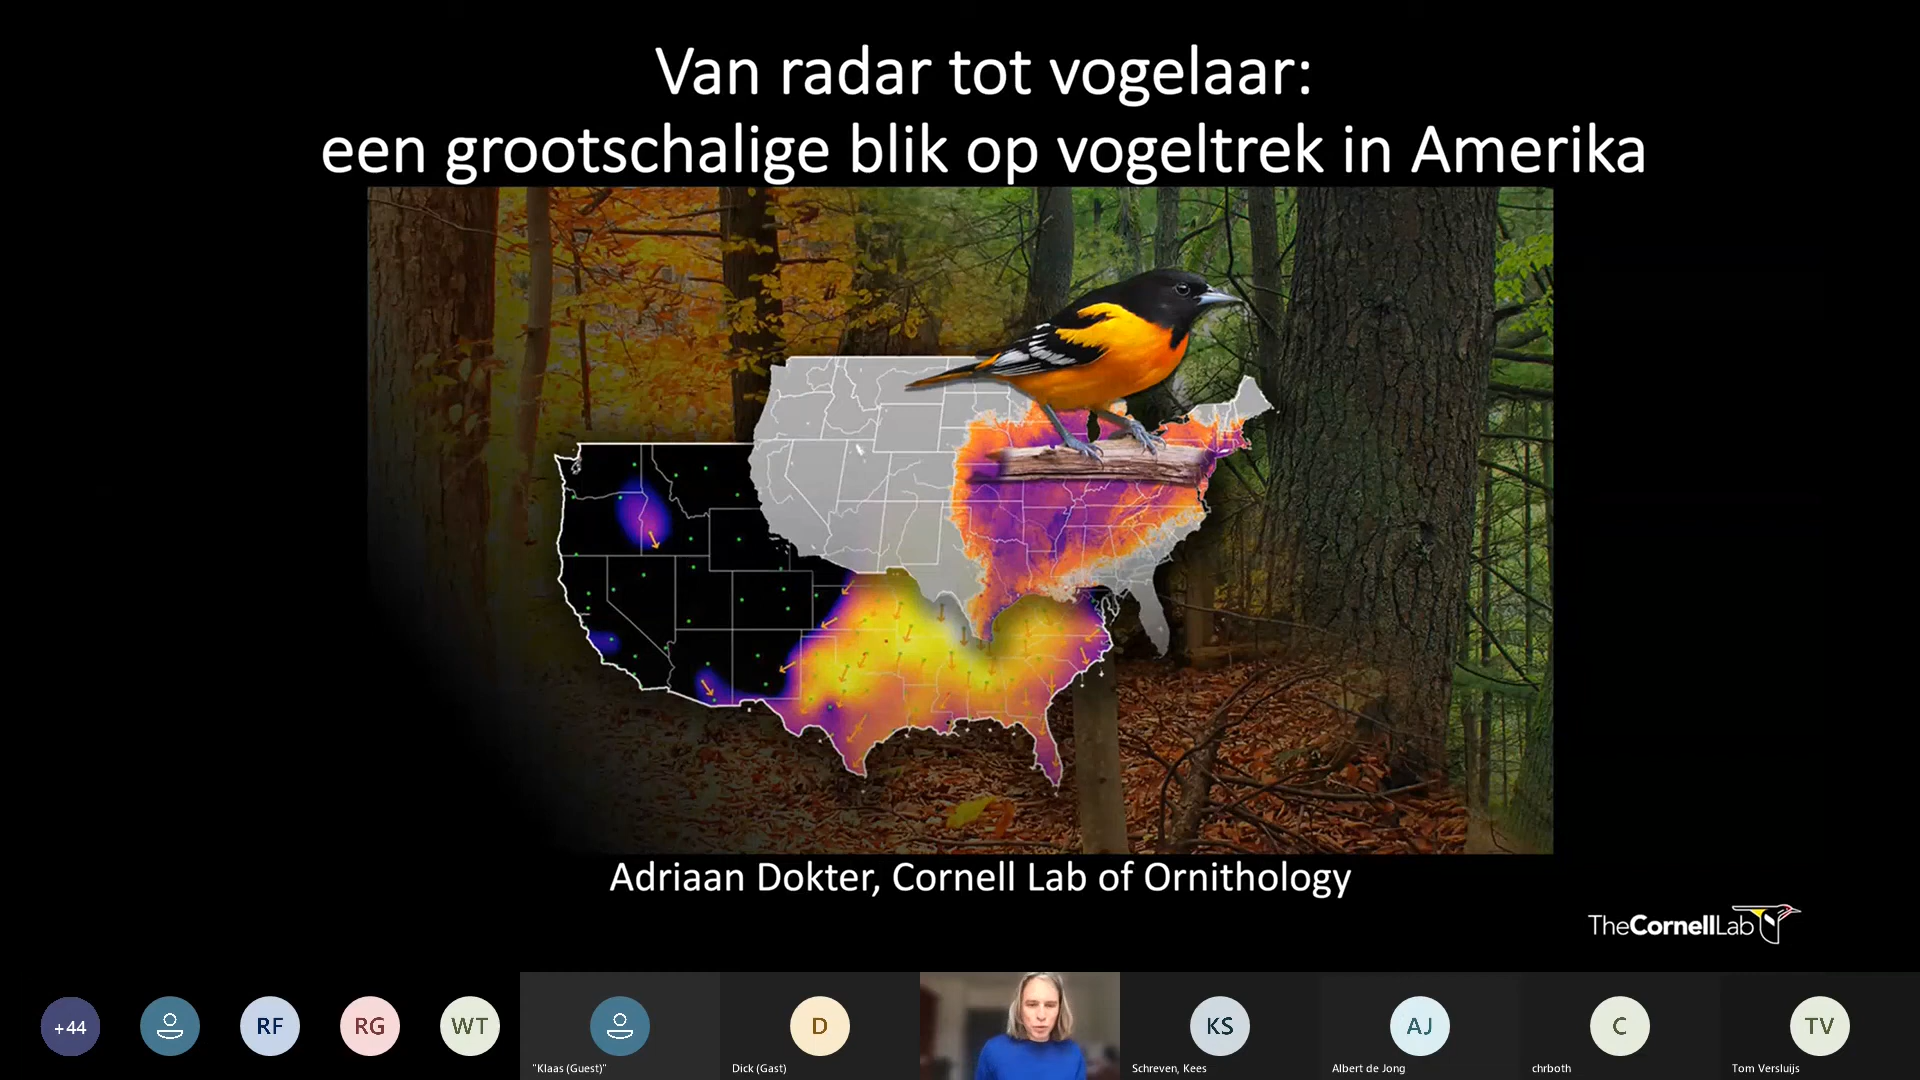 Van radar tot vogelaar:
een grootschalige blik op vogeltrek in Amerika
Adriaan Dokter, Cornell Lab of Ornithology
TheCornellLab
+44
RF
RG
WT
"Klaas (Guest)"
D
Dick (Gast)
KS
Schreven, Kees
AJ
Albert de Jong
C
chrboth
TV
Tom Versluijs